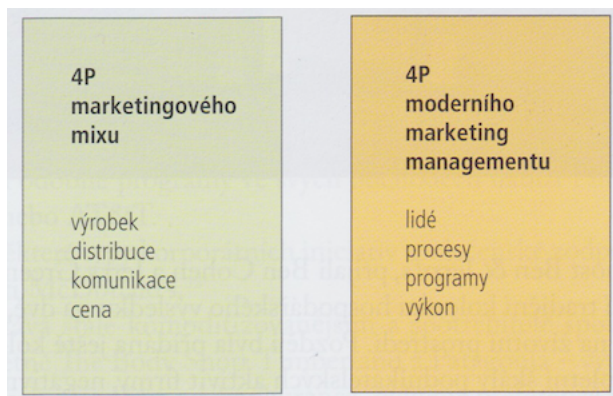 4P
marketingového
mixu
výrobek
distribuce
komunikace
cena
4P
moderního
marketing
managementu
lidé
procesy
programy
výkon